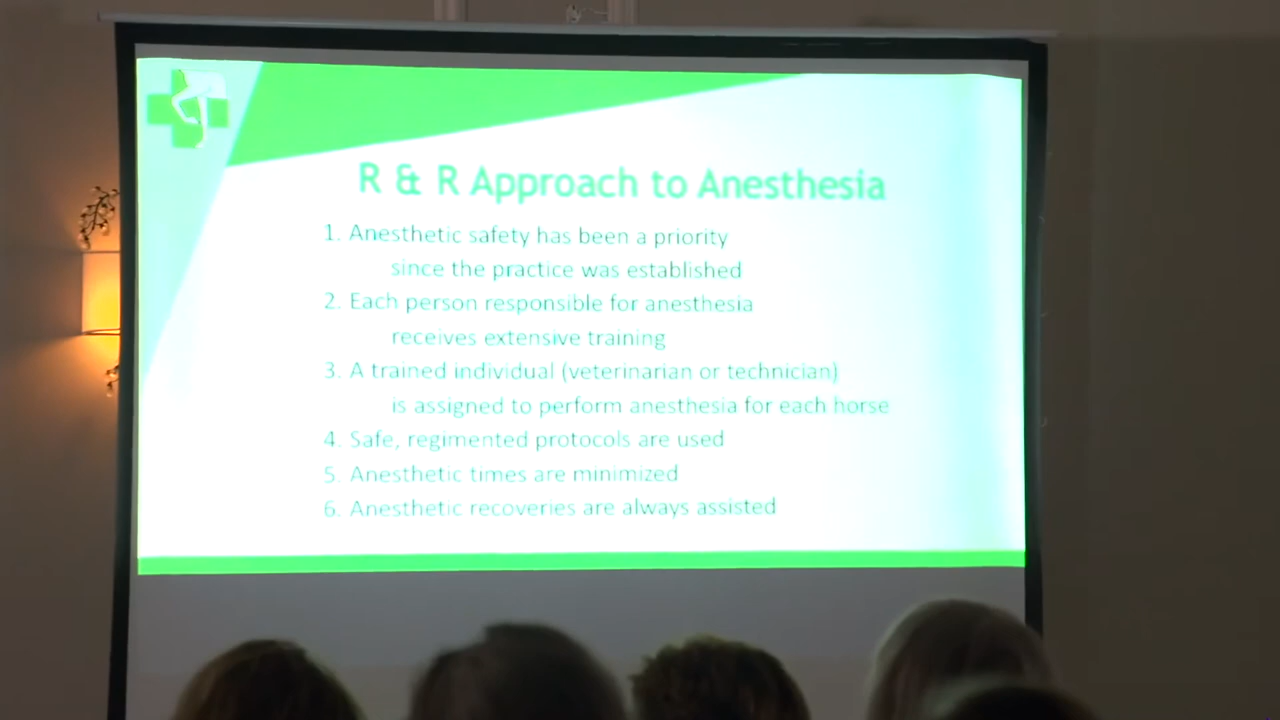 R & R Approach to Anesthesia
1. Anesthetic safety has been a priority
since the practice was established
2. Each person responsible for anesthesia
receives extensive training
3. A trained individual (veterinarian or technician)
is assigned to perform anesthesia for each horse
4. Safe, regimented protocols are used
5. Anesthetic times are minimized
6. Anesthetic recoveries are always assisted